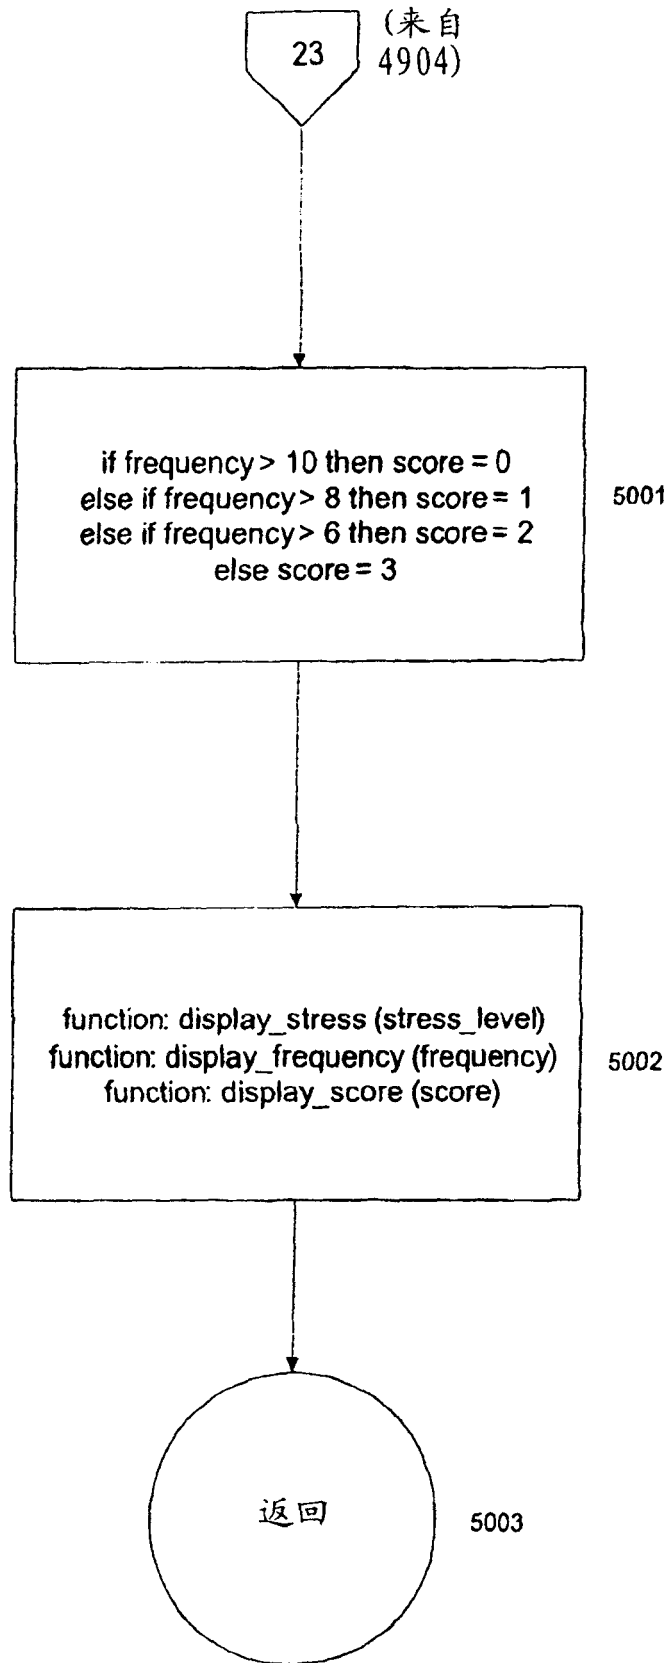 23
(来自
4904)
if frequency > 10 then score = 0
else if frequency > 8 then score = 1
else if frequency > 6 then score = 2
else score = 3
5001
function: display_stress (stress_level)
function: display_frequency (frequency)
function: display_score (score)
5002
返回
5003